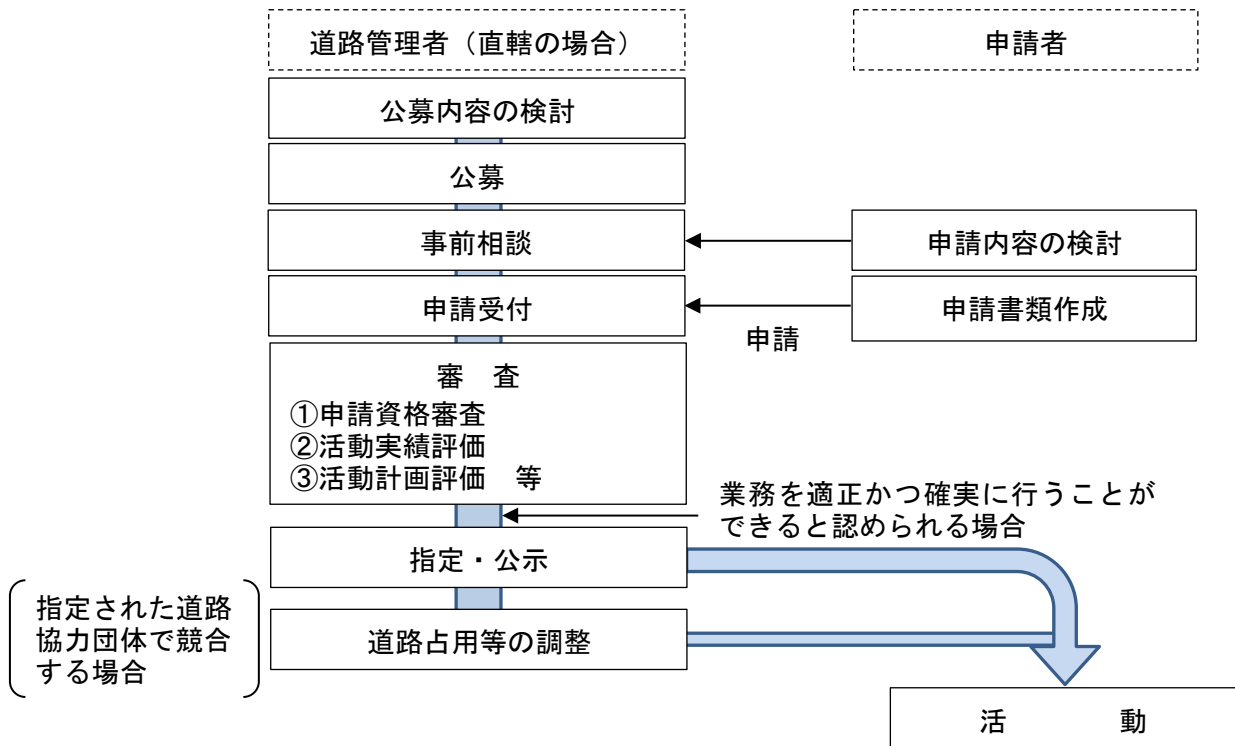 道路管理者（直轄の場合）
申請者
公募内容の検討
公募
事前相談
申請内容の検討
申請受付
申請書類作成
申請
審　査
①申請資格審査
②活動実績評価
③活動計画評価　等
業務を適正かつ確実に行うことが
できると認められる場合
指定・公示
指定された道路
協力団体で競合
する場合
道路占用等の調整
活　　　動